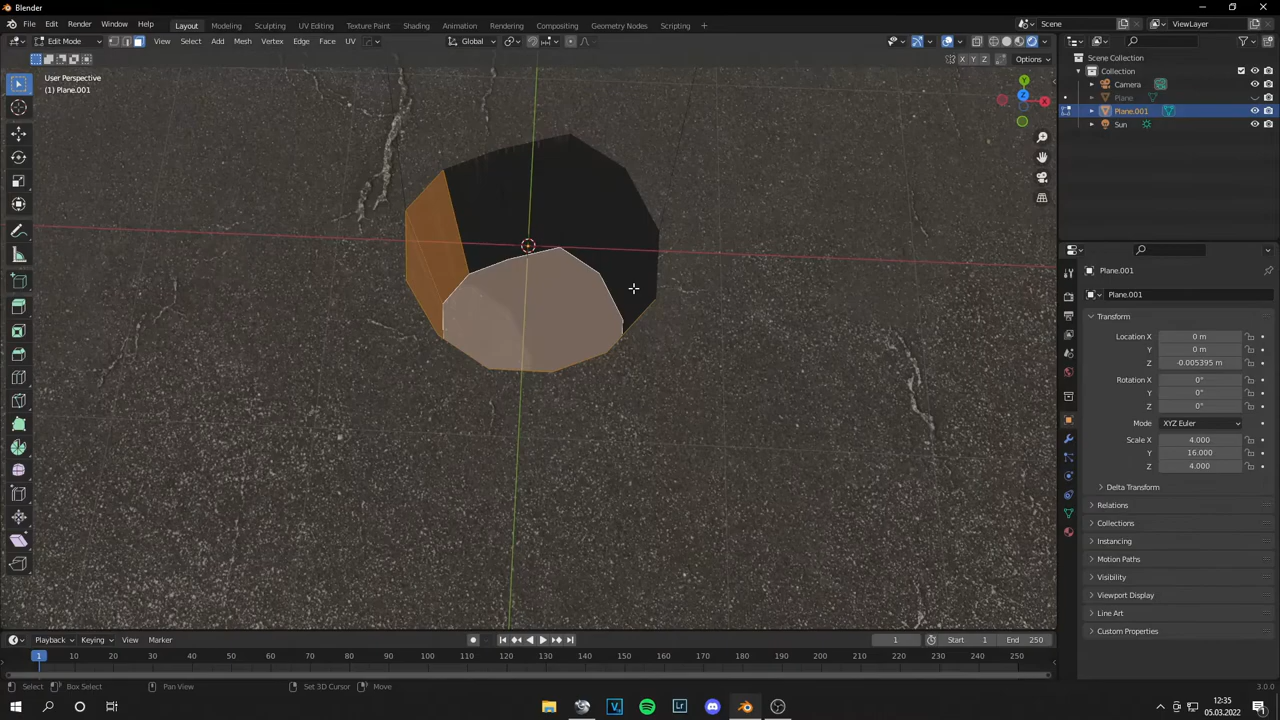 Blender
File Edit Render Window Help Layout Modeling Sculpting UV Editing Texture Paint Shading Animation Rendering Compositing Geometry Nodes Scripting + Scene ViewLayer
Edit Mode View Select Add Mesh Vertex Edge Face UV Global
X Y Z Options
User Perspective
(1) Plane.001
Y
Z
X
Scene Collection
Collection
Camera
Plane
Plane.001
Sun
Plane.001
Plane.001
Transform
Location X 0 m
Y 0 m
Z -0.005395 m
Rotation X 0°
Y 0°
Z 0°
Mode XYZ Euler
Scale X 4.000
Y 16.000
Z 4.000
Delta Transform
Relations
Collections
Instancing
Motion Paths
Visibility
Viewport Display
Line Art
Custom Properties
Playback Keying View Marker 1 Start 1 End 250
1 10 20 30 40 50 60 70 80 90 100 110 120 130 140 150 160 170 180 190 200 210 220 230 240 250
Select Box Select Pan View Set 3D Cursor Move 3.0.0
V Lr
12:35
05.03.2022